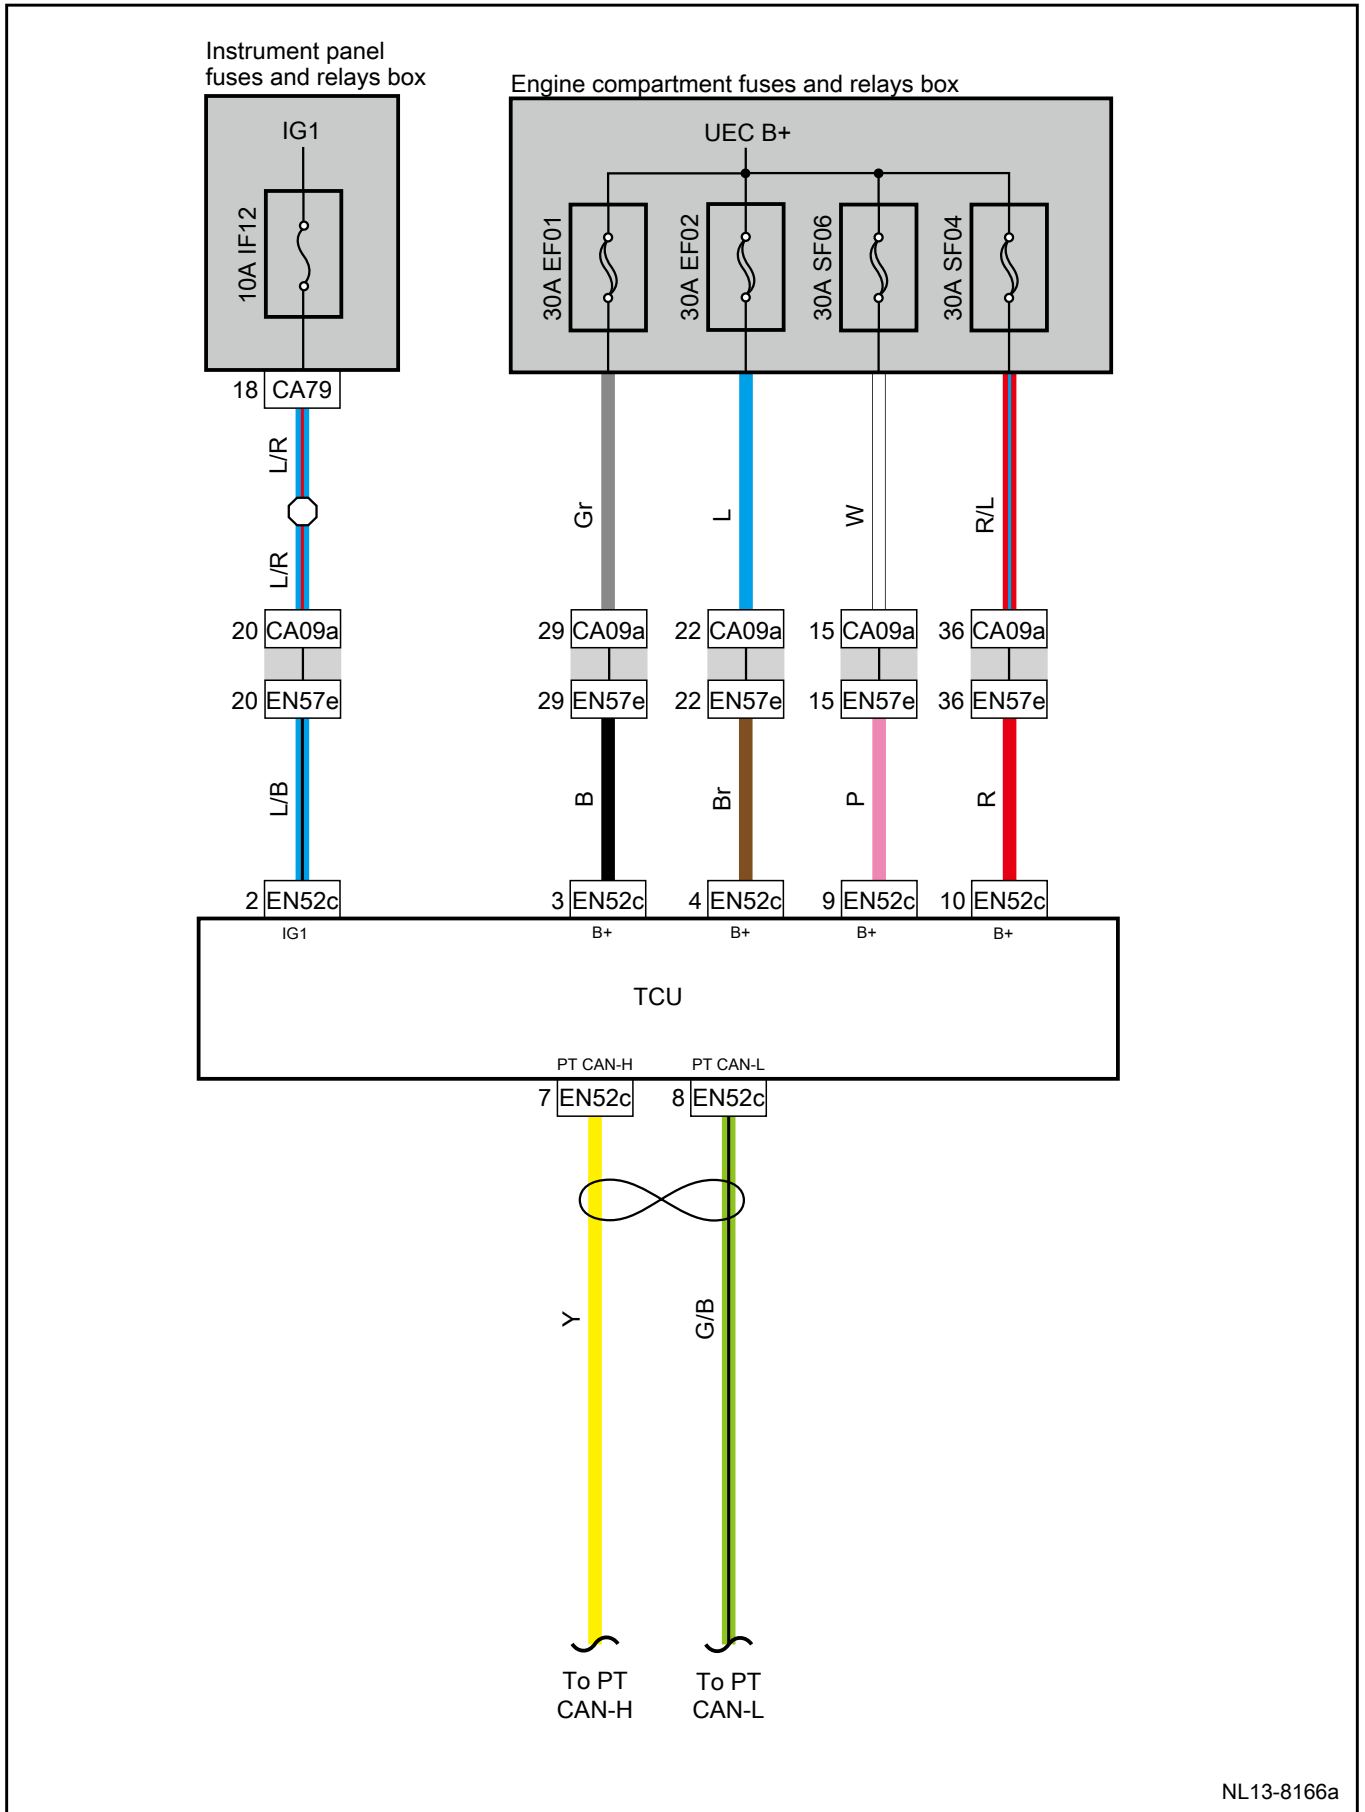 Instrument panel
fuses and relays box
Engine compartment fuses and relays box
IG1
UEC B+
10A IF12
30A EF01
30A EF02
30A SF06
30A SF04
18 CA79
L/R
Gr
L
W
R/L
L/R
20 CA09a
29 CA09a
22 CA09a
15 CA09a
36 CA09a
20 EN57e
29 EN57e
22 EN57e
15 EN57e
36 EN57e
L/B
B
Br
P
R
2 EN52c
3 EN52c
4 EN52c
9 EN52c
10 EN52c
IG1
B+
B+
B+
B+
TCU
PT CAN-H
PT CAN-L
7 EN52c
8 EN52c
Y
G/B
To PT
CAN-H
To PT
CAN-L
NL13-8166a